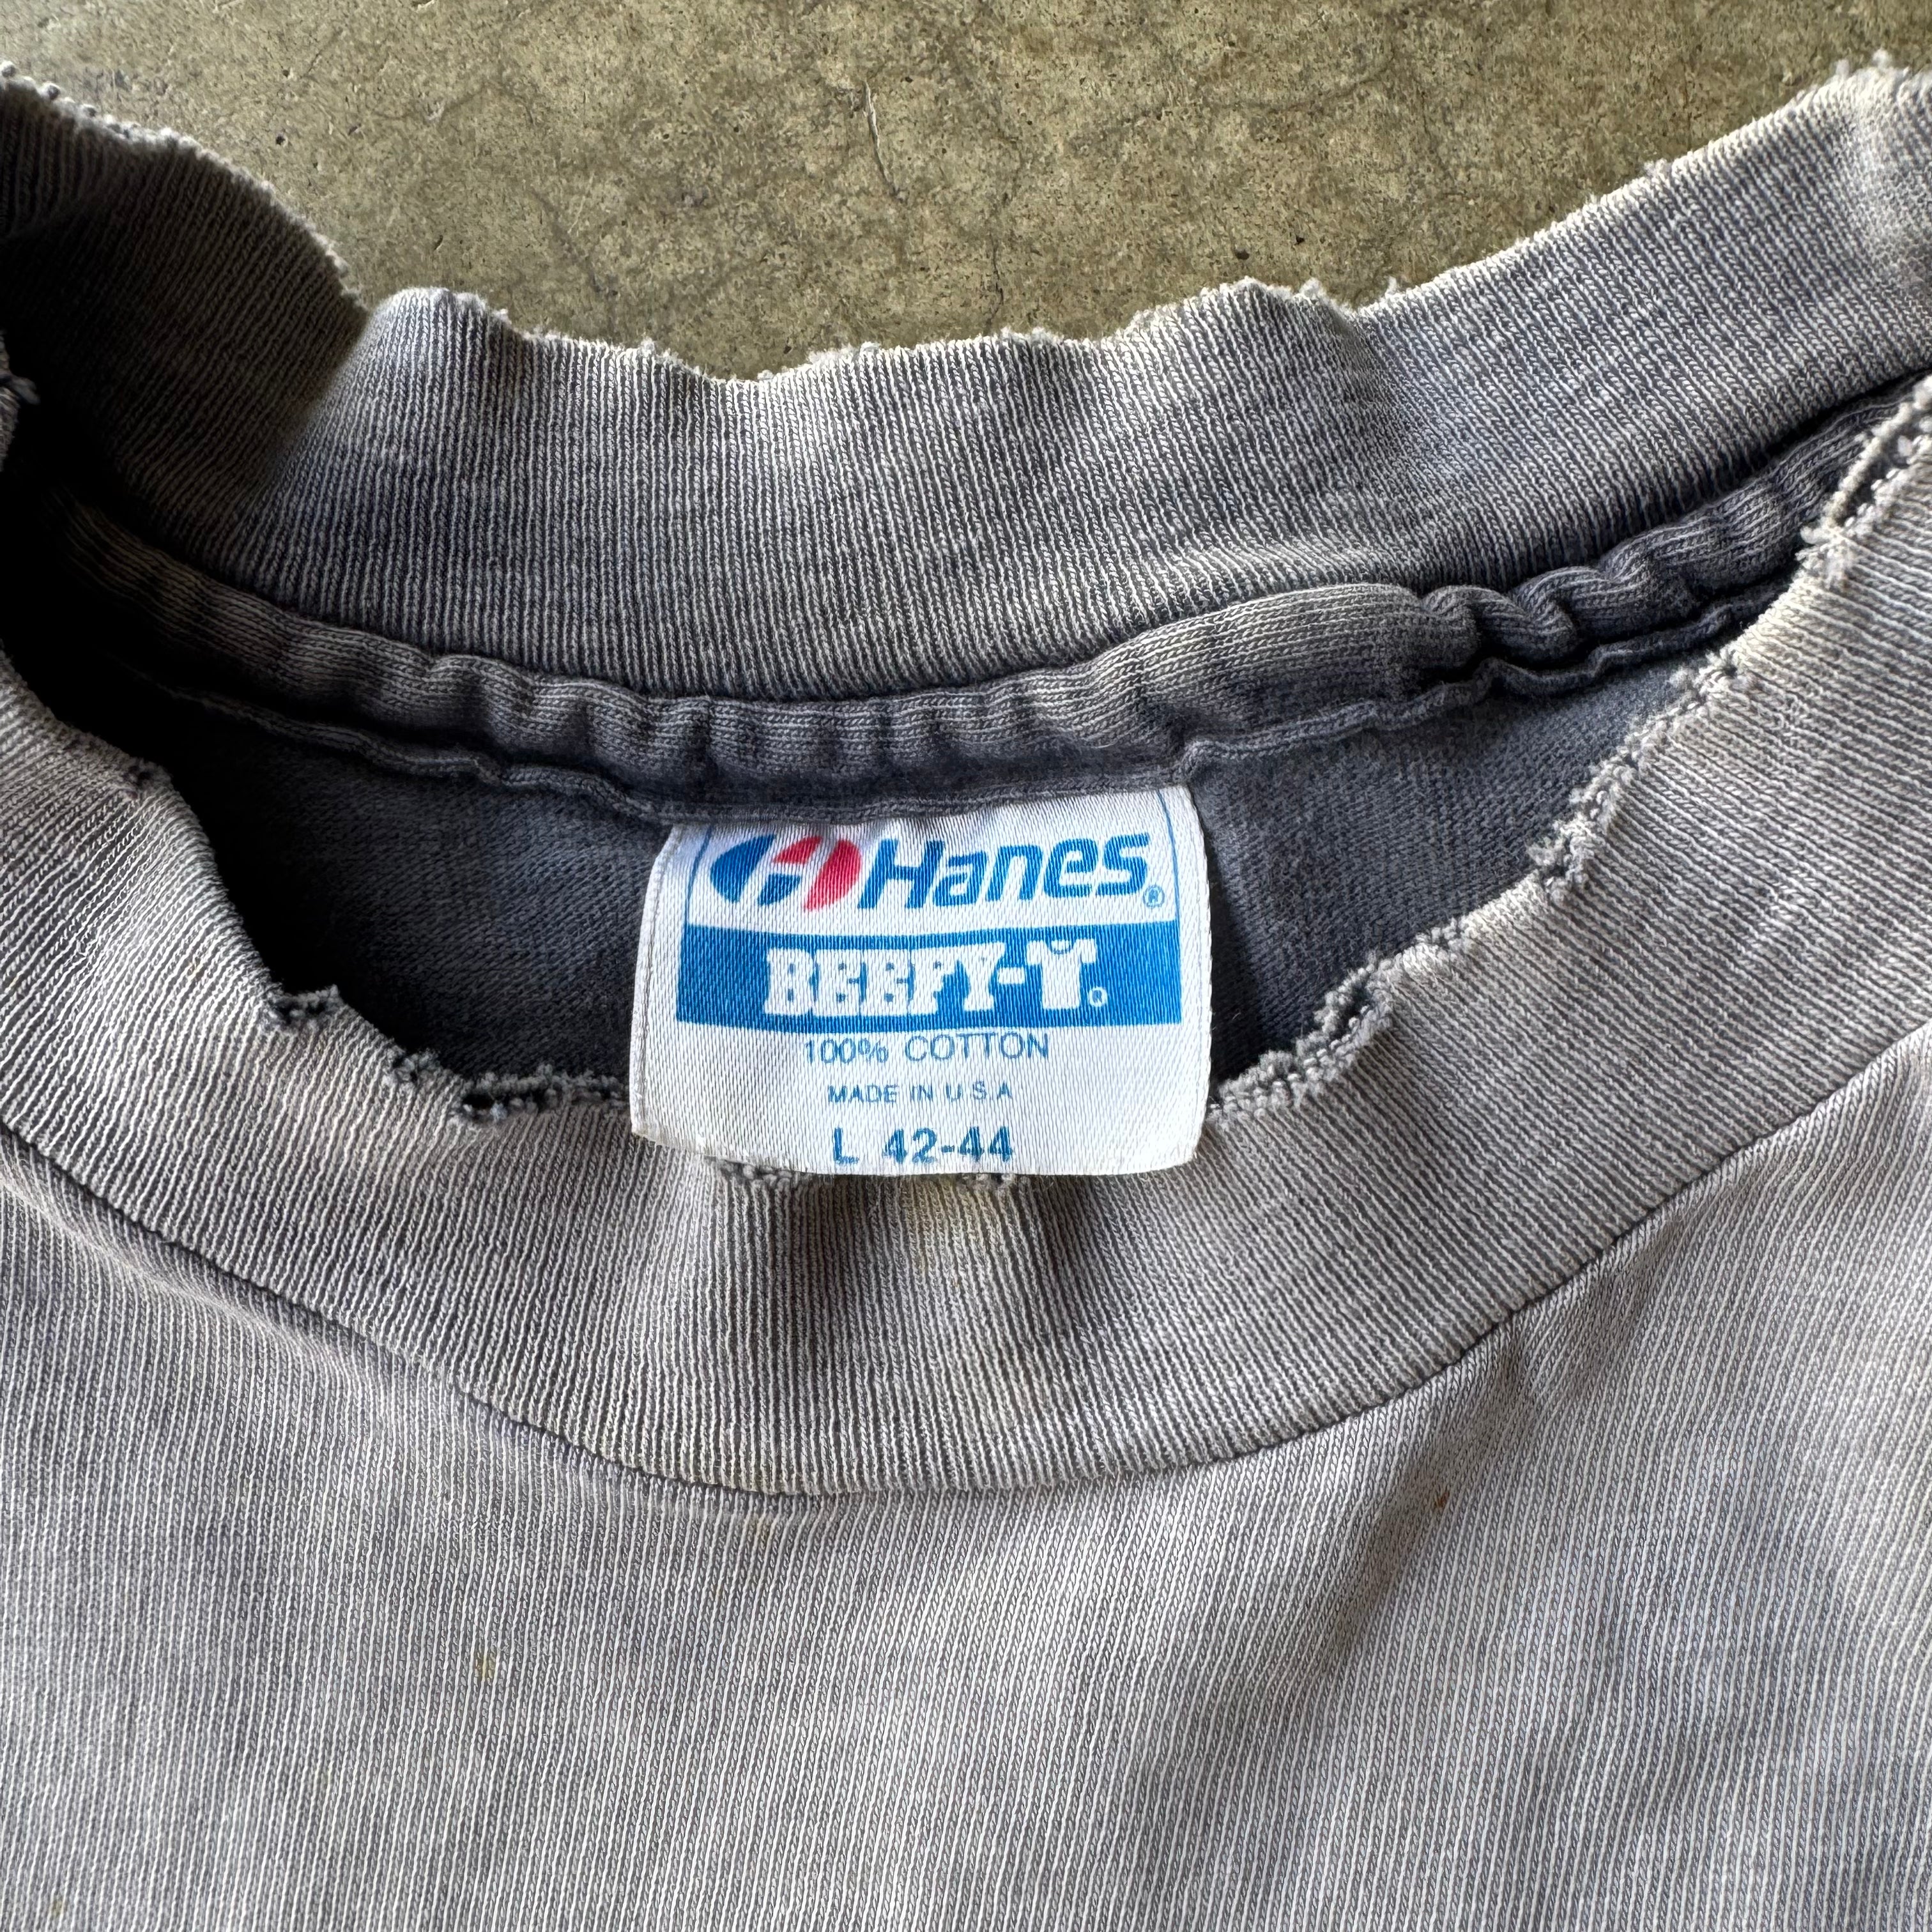 Hanes®
BEEFY-T®
100% COTTON
MADE IN U.S.A
L 42-44